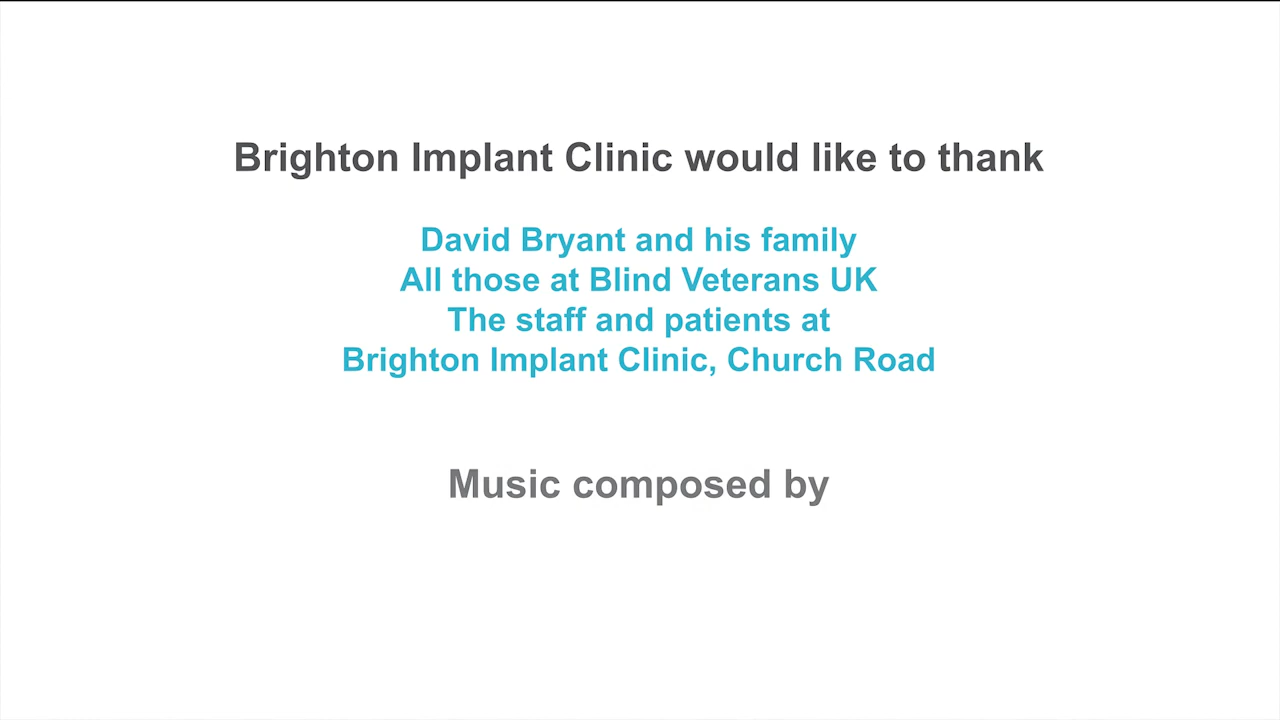 Brighton Implant Clinic would like to thank
David Bryant and his family
All those at Blind Veterans UK
The staff and patients at
Brighton Implant Clinic, Church Road
Music composed by